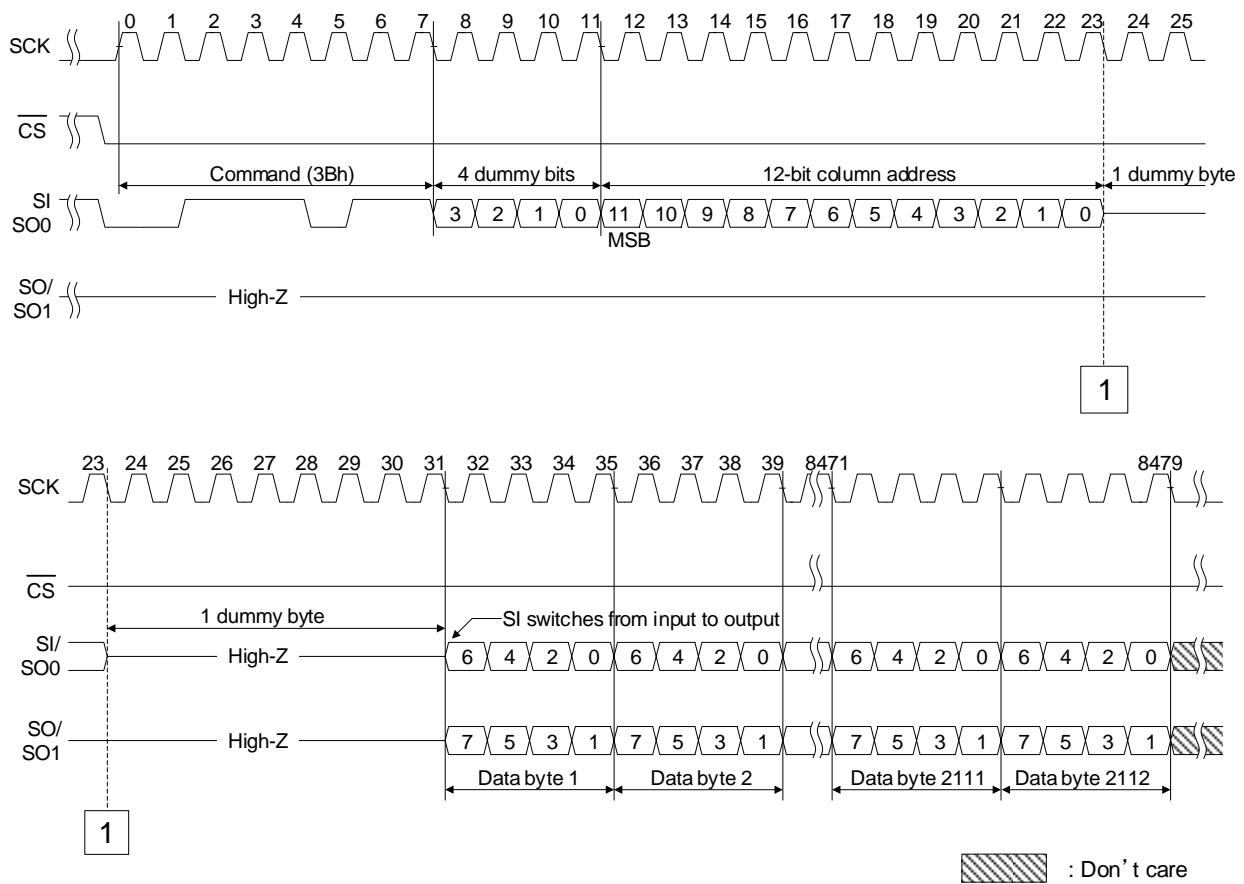 0 1 2 3 4 5 6 7 8 9 10 11 12 13 14 15 16 17 18 19 20 21 22 23 24 25
SCK
CS
Command (3Bh) 4 dummy bits 12-bit column address 1 dummy byte
SI
SO0
3 2 1 0 11 10 9 8 7 6 5 4 3 2 1 0
MSB
SO/
SO1
High-Z
1
23 24 25 26 27 28 29 30 31 32 33 34 35 36 37 38 39 8471 8479
SCK
CS
1 dummy byte
SI switches from input to output
SI/
SO0
High-Z
6 4 2 0 6 4 2 0 6 4 2 0 6 4 2 0
SO/
SO1
High-Z
7 5 3 1 7 5 3 1 7 5 3 1 7 5 3 1
Data byte 1 Data byte 2 Data byte 2111 Data byte 2112
1
: Don't care